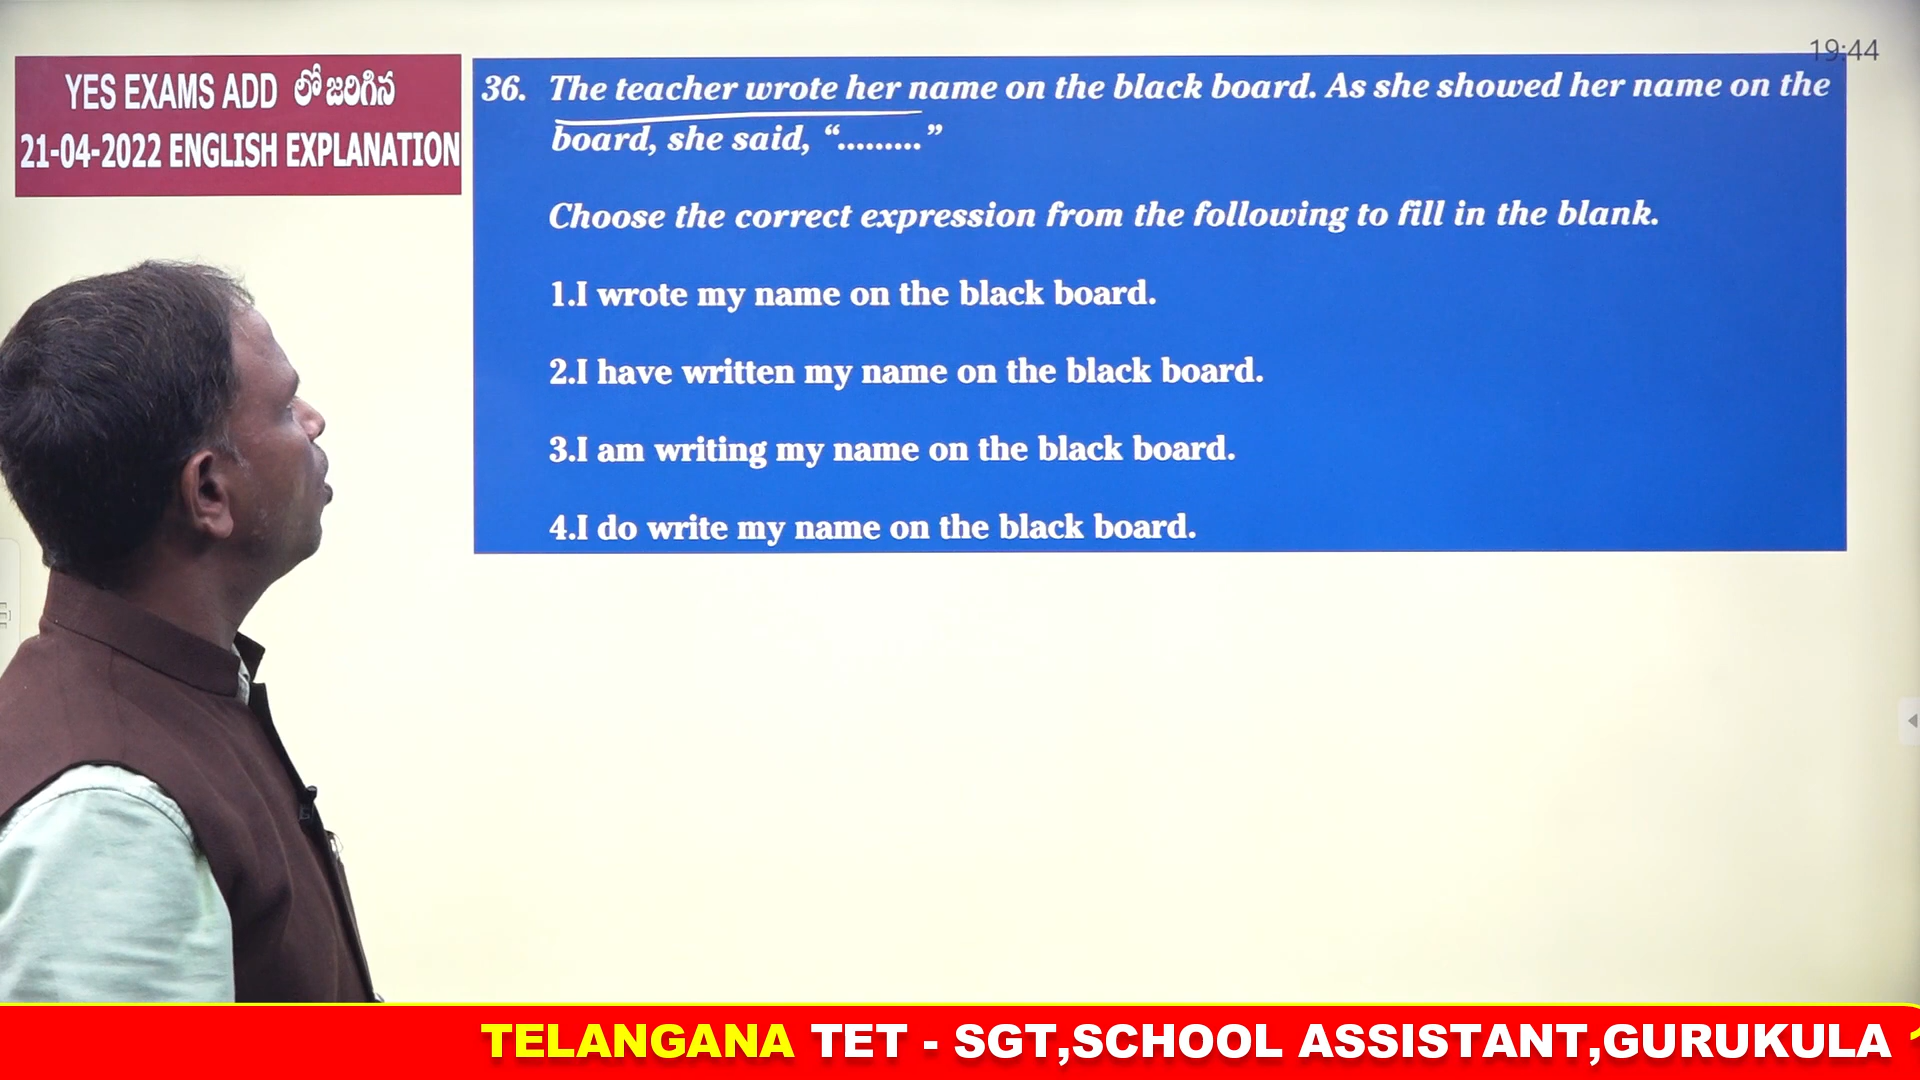 19:44
YES EXAMS ADD లో జరిగిన
21-04-2022 ENGLISH EXPLANATION
36. The teacher wrote her name on the black board. As she showed her name on the
board, she said, “.........”
Choose the correct expression from the following to fill in the blank.
1.I wrote my name on the black board.
2.I have written my name on the black board.
3.I am writing my name on the black board.
4.I do write my name on the black board.
TELANGANA TET - SGT,SCHOOL ASSISTANT,GURUKULA